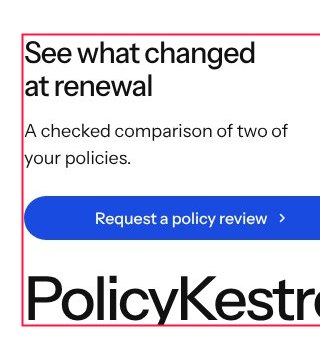 See what changed
at renewal
A checked comparison of two of
your policies.
Request a policy review
PolicyKestr